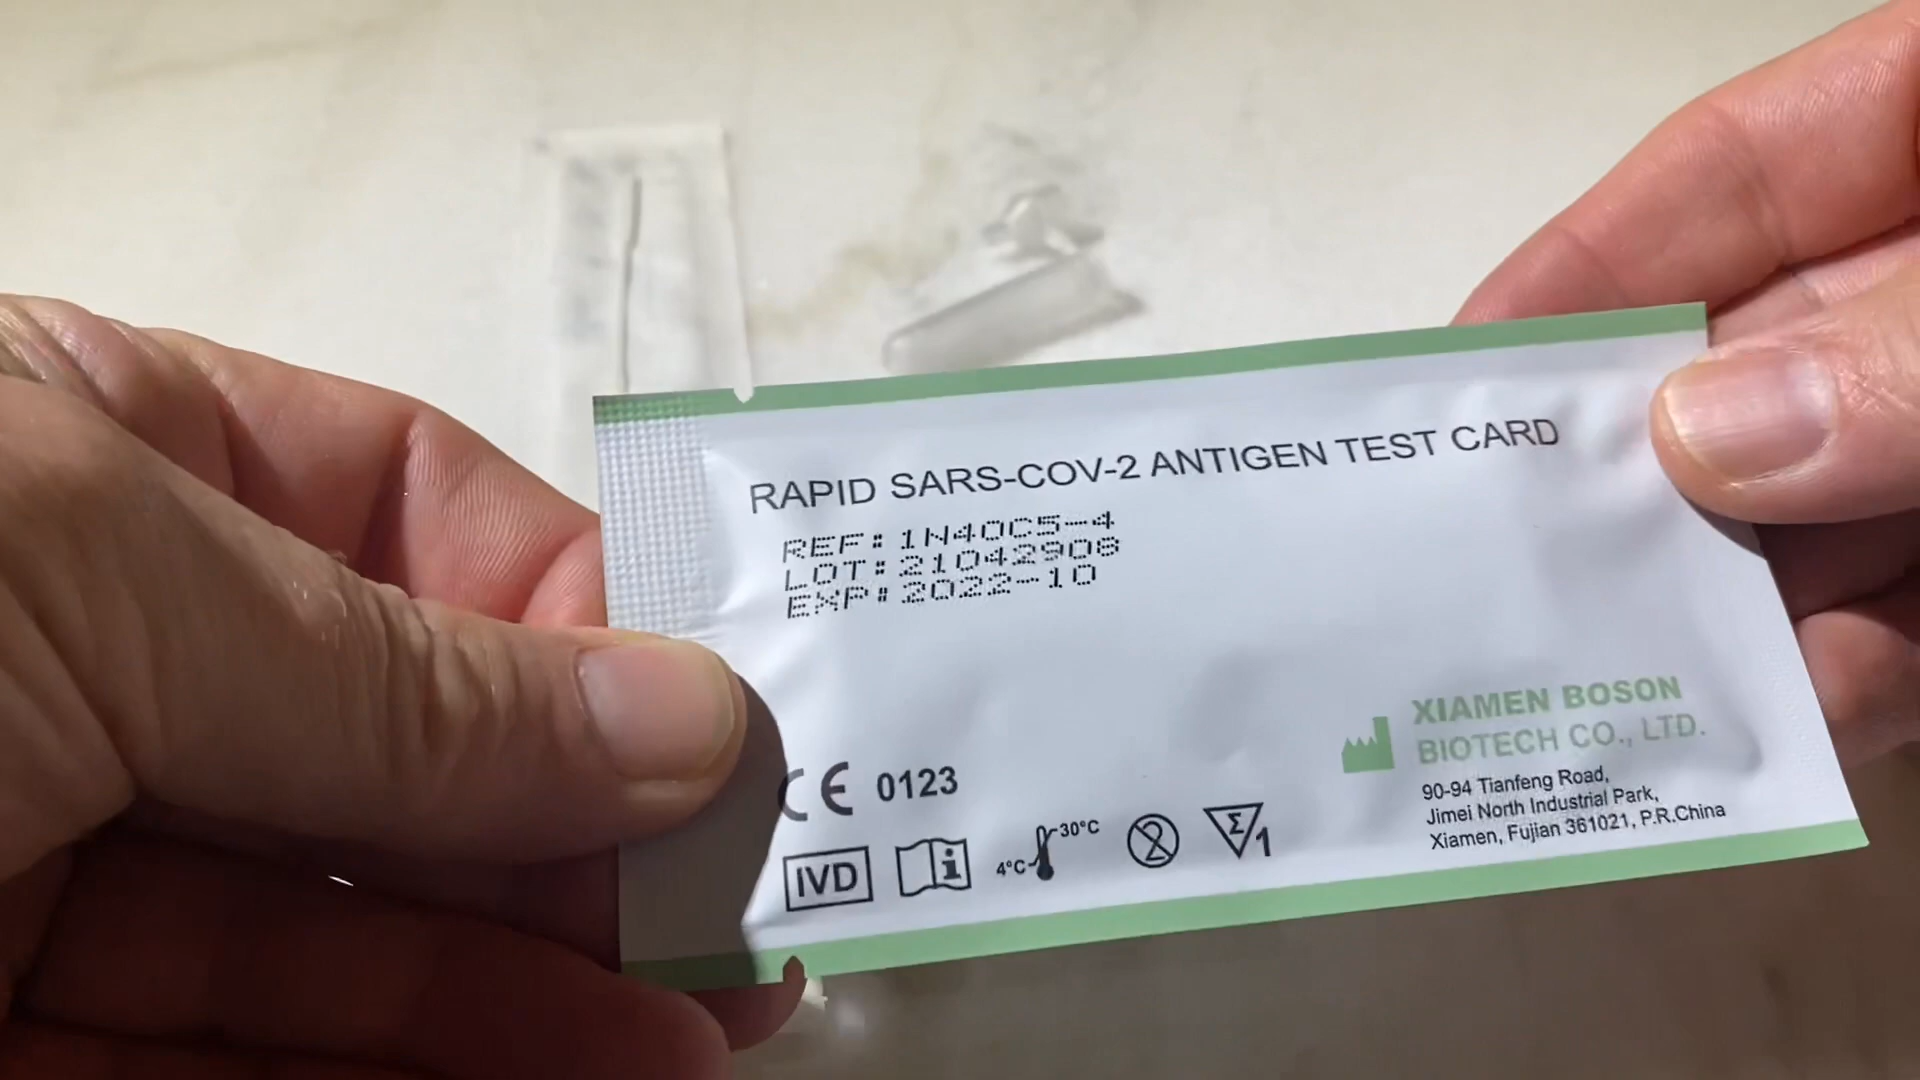 RAPID SARS-COV-2 ANTIGEN TEST CARD
REF: 1N40C5-4
LOT: 21042908
EXP: 2022-10
XIAMEN BOSON
BIOTECH CO., LTD.
90-94 Tianfeng Road,
Jimei North Industrial Park,
Xiamen, Fujian 361021, P.R.China
CE 0123
IVD
i
4°C
30°C
2
Σ
1